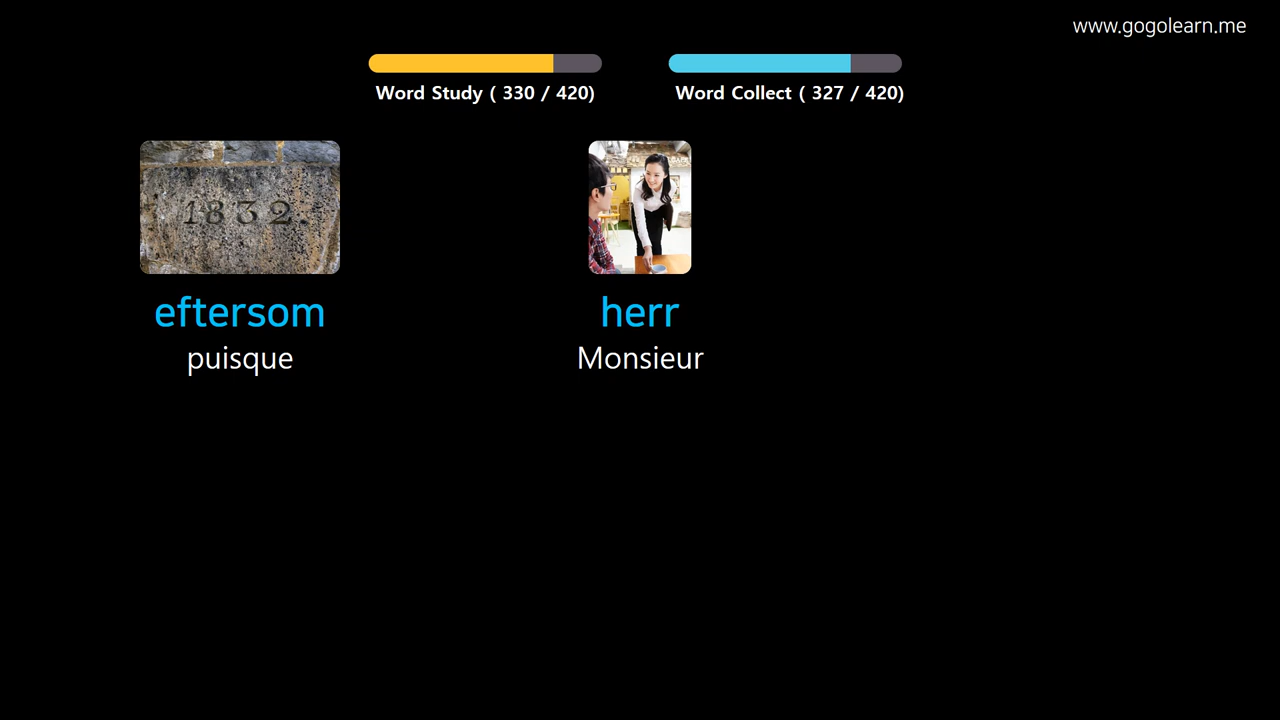 www.gogolearn.me
Word Study ( 330 / 420)
Word Collect ( 327 / 420)
1832.
eftersom
puisque
herr
Monsieur